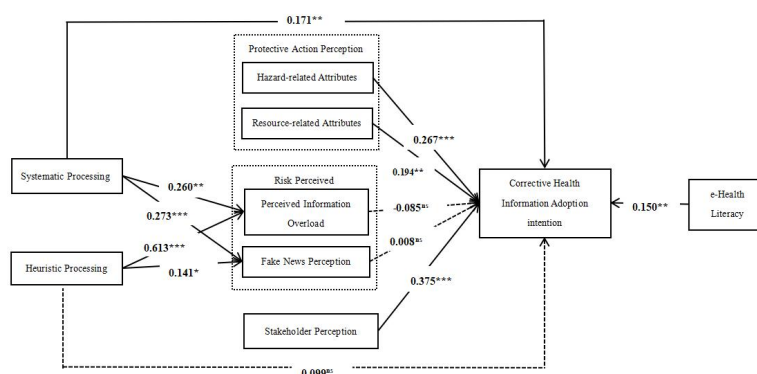 0.171**
Protective Action Perception
Hazard-related Attributes
Resource-related Attributes
0.267***
0.194**
Systematic Processing
0.260**
0.273***
Risk Perceived
Perceived Information
Overload
Fake News Perception
Corrective Health
Information Adoption
intention
0.150**
e-Health
Literacy
-0.085ns
0.008ns
0.613***
0.141*
Heuristic Processing
0.375***
Stakeholder Perception
0.099ns